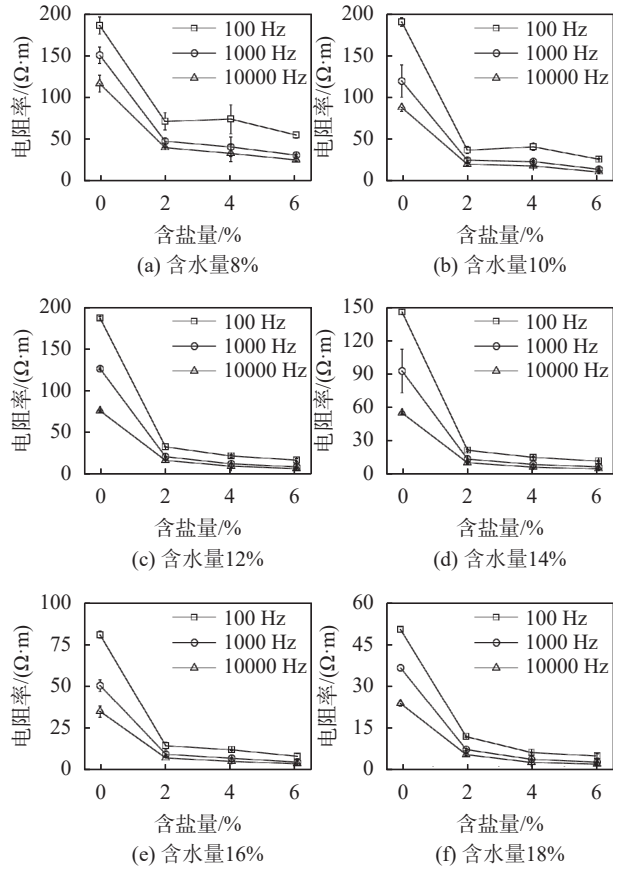 200
150
100
50
0
电阻率/(Ω·m)
100 Hz
1000 Hz
10000 Hz
0 2 4 6
含盐量/%
(a) 含水量8%
200
150
100
50
0
电阻率/(Ω·m)
100 Hz
1000 Hz
10000 Hz
0 2 4 6
含盐量/%
(b) 含水量10%
200
150
100
50
0
电阻率/(Ω·m)
100 Hz
1000 Hz
10000 Hz
0 2 4 6
含盐量/%
(c) 含水量12%
150
120
90
60
30
0
电阻率/(Ω·m)
100 Hz
1000 Hz
10000 Hz
0 2 4 6
含盐量/%
(d) 含水量14%
100
75
50
25
0
电阻率/(Ω·m)
100 Hz
1000 Hz
10000 Hz
0 2 4 6
含盐量/%
(e) 含水量16%
60
45
30
15
0
电阻率/(Ω·m)
100 Hz
1000 Hz
10000 Hz
0 2 4 6
含盐量/%
(f) 含水量18%